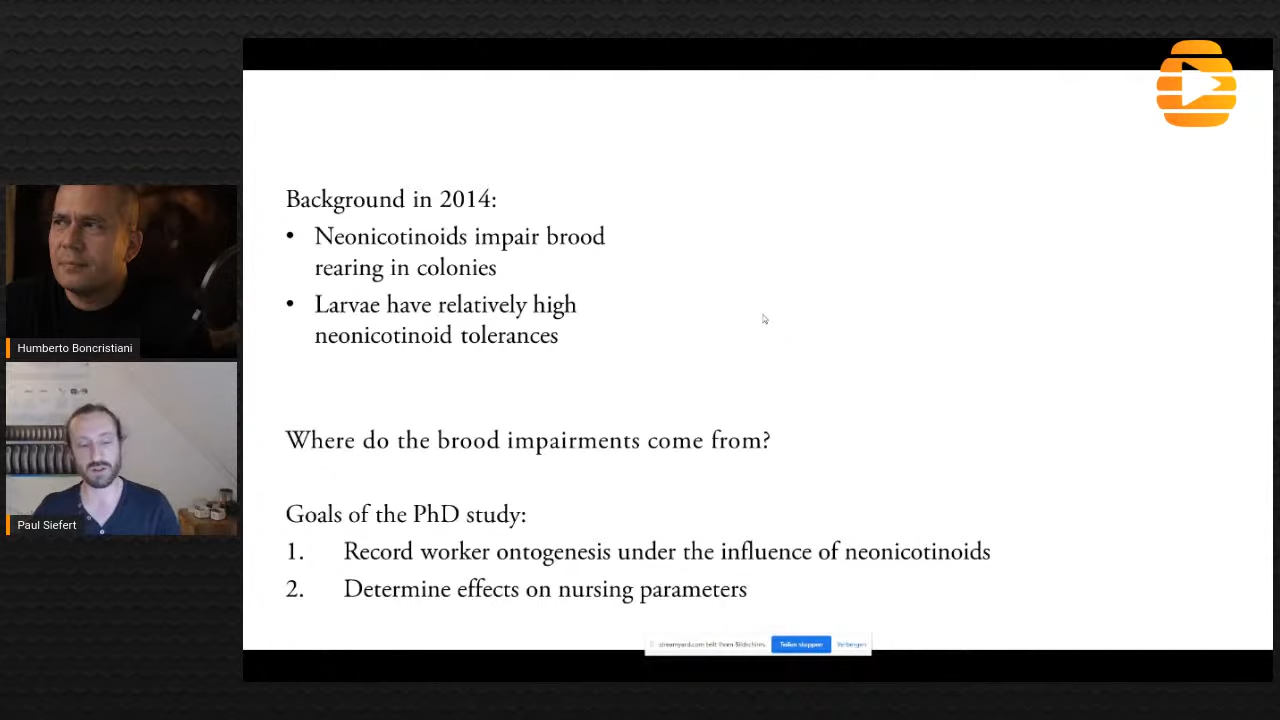 Background in 2014:
• Neonicotinoids impair brood
rearing in colonies
• Larvae have relatively high
neonicotinoid tolerances
Where do the brood impairments come from?
Goals of the PhD study:
1. Record worker ontogenesis under the influence of neonicotinoids
2. Determine effects on nursing parameters
Humberto Boncristiani
Paul Siefert
streamyard.com teilt Ihren Bildschirm.
Teilen stoppen
Verbergen